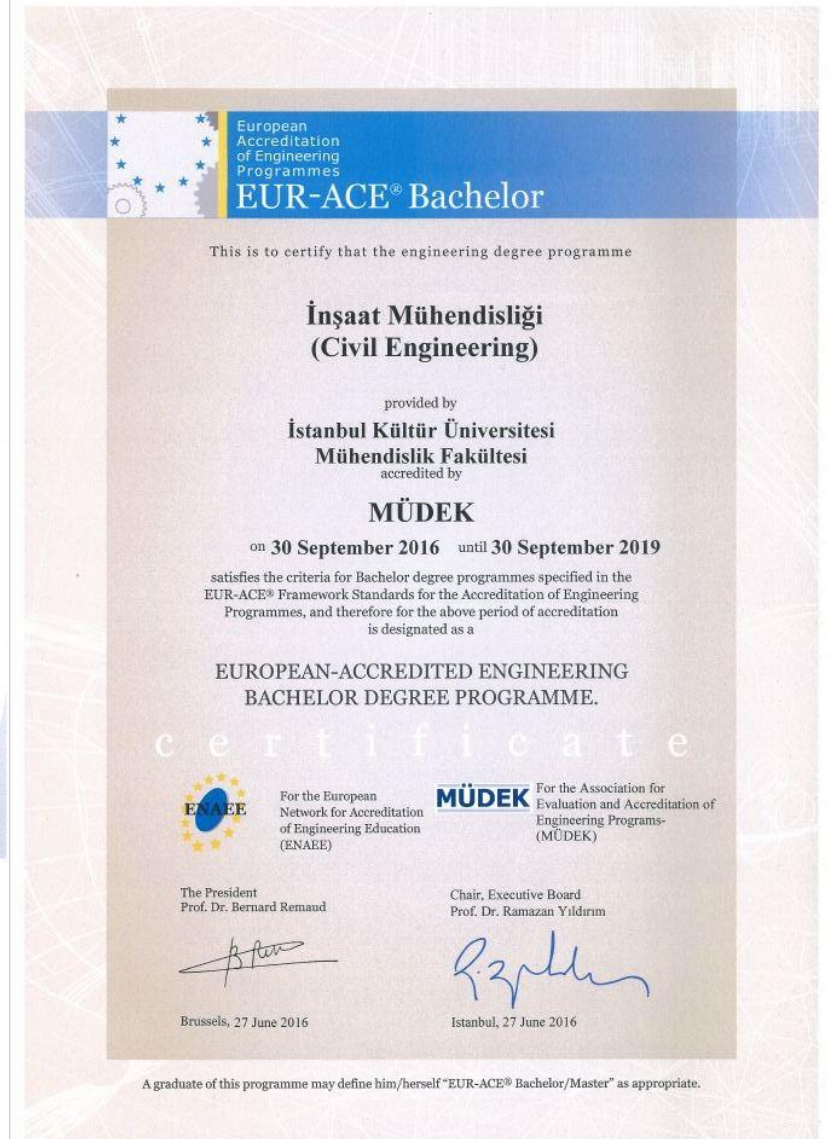 European
Accreditation
of Engineering
Programmes
EUR-ACE® Bachelor
This is to certify that the engineering degree programme
İnşaat Mühendisliği
(Civil Engineering)
provided by
İstanbul Kültür Üniversitesi
Mühendislik Fakültesi
accredited by
MÜDEK
on 30 September 2016 until 30 September 2019
satisfies the criteria for Bachelor degree programmes specified in the
EUR-ACE® Framework Standards for the Accreditation of Engineering
Programmes, and therefore for the above period of accreditation
is designated as a
EUROPEAN-ACCREDITED ENGINEERING
BACHELOR DEGREE PROGRAMME.
certificate
ENAEE
For the European
Network for Accreditation
of Engineering Education
(ENAEE)
MÜDEK
For the Association for
Evaluation and Accreditation of
Engineering Programs-
(MÜDEK)
The President
Prof. Dr. Bernard Remaud
Chair, Executive Board
Prof. Dr. Ramazan Yıldırım
Brussels, 27 June 2016
Istanbul, 27 June 2016
A graduate of this programme may define him/herself “EUR-ACE® Bachelor/Master” as appropriate.